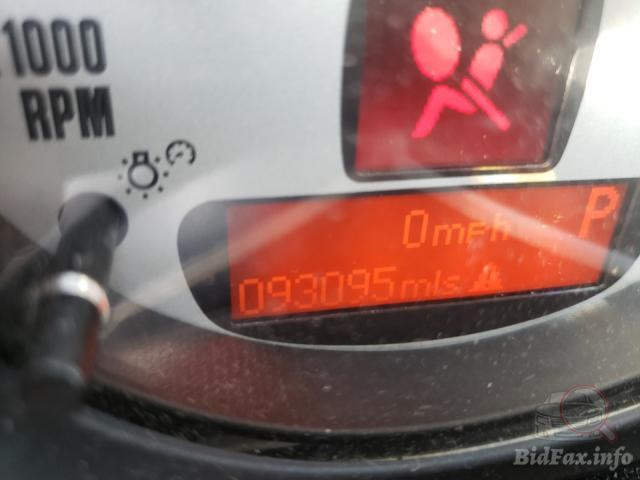 1000
RPM
0mph P
093095mls
BidFax.info